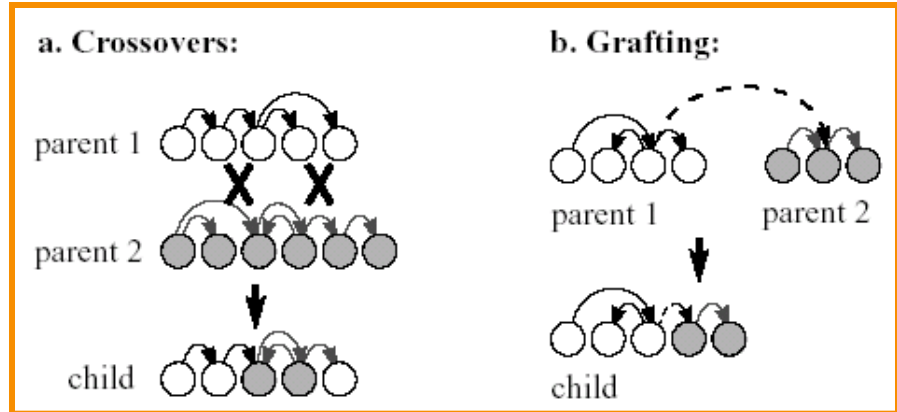 a. Crossovers:
parent 1
parent 2
child
b. Grafting:
parent 1
parent 2
child